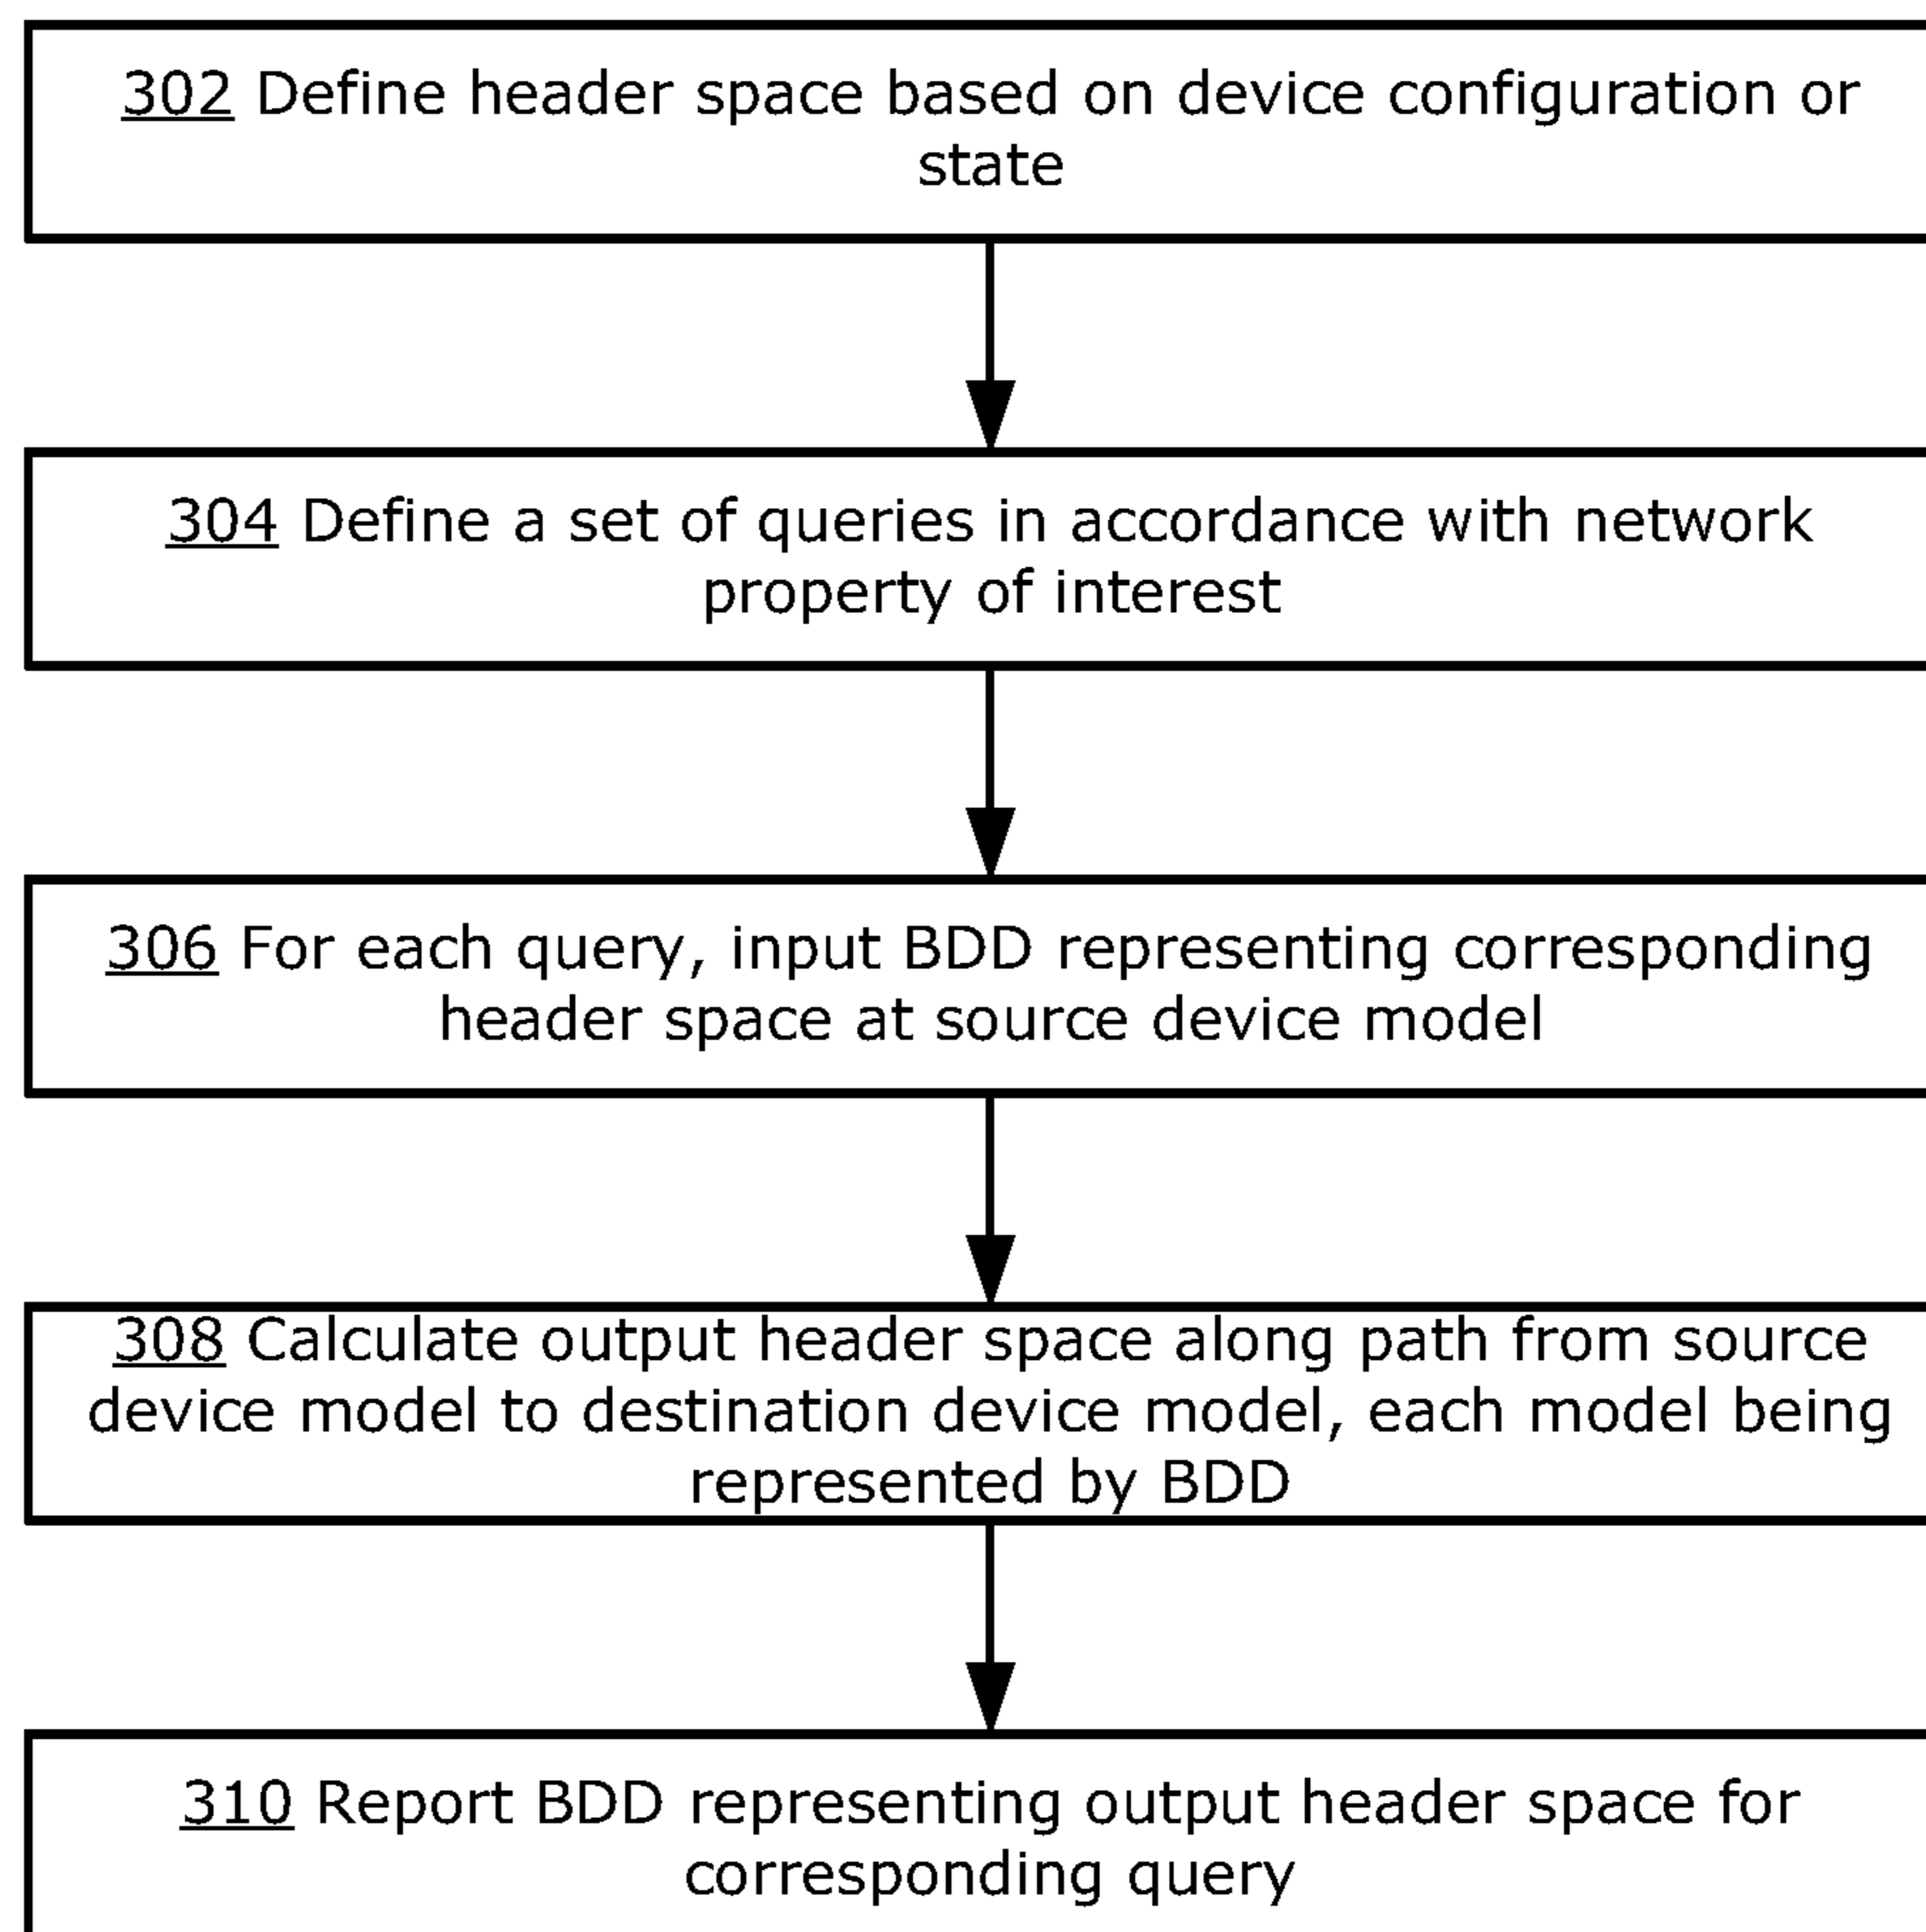 302 Define header space based on device configuration or
state
304 Define a set of queries in accordance with network
property of interest
306 For each query, input BDD representing corresponding
header space at source device model
308 Calculate output header space along path from source
device model to destination device model, each model being
represented by BDD
310 Report BDD representing output header space for
corresponding query